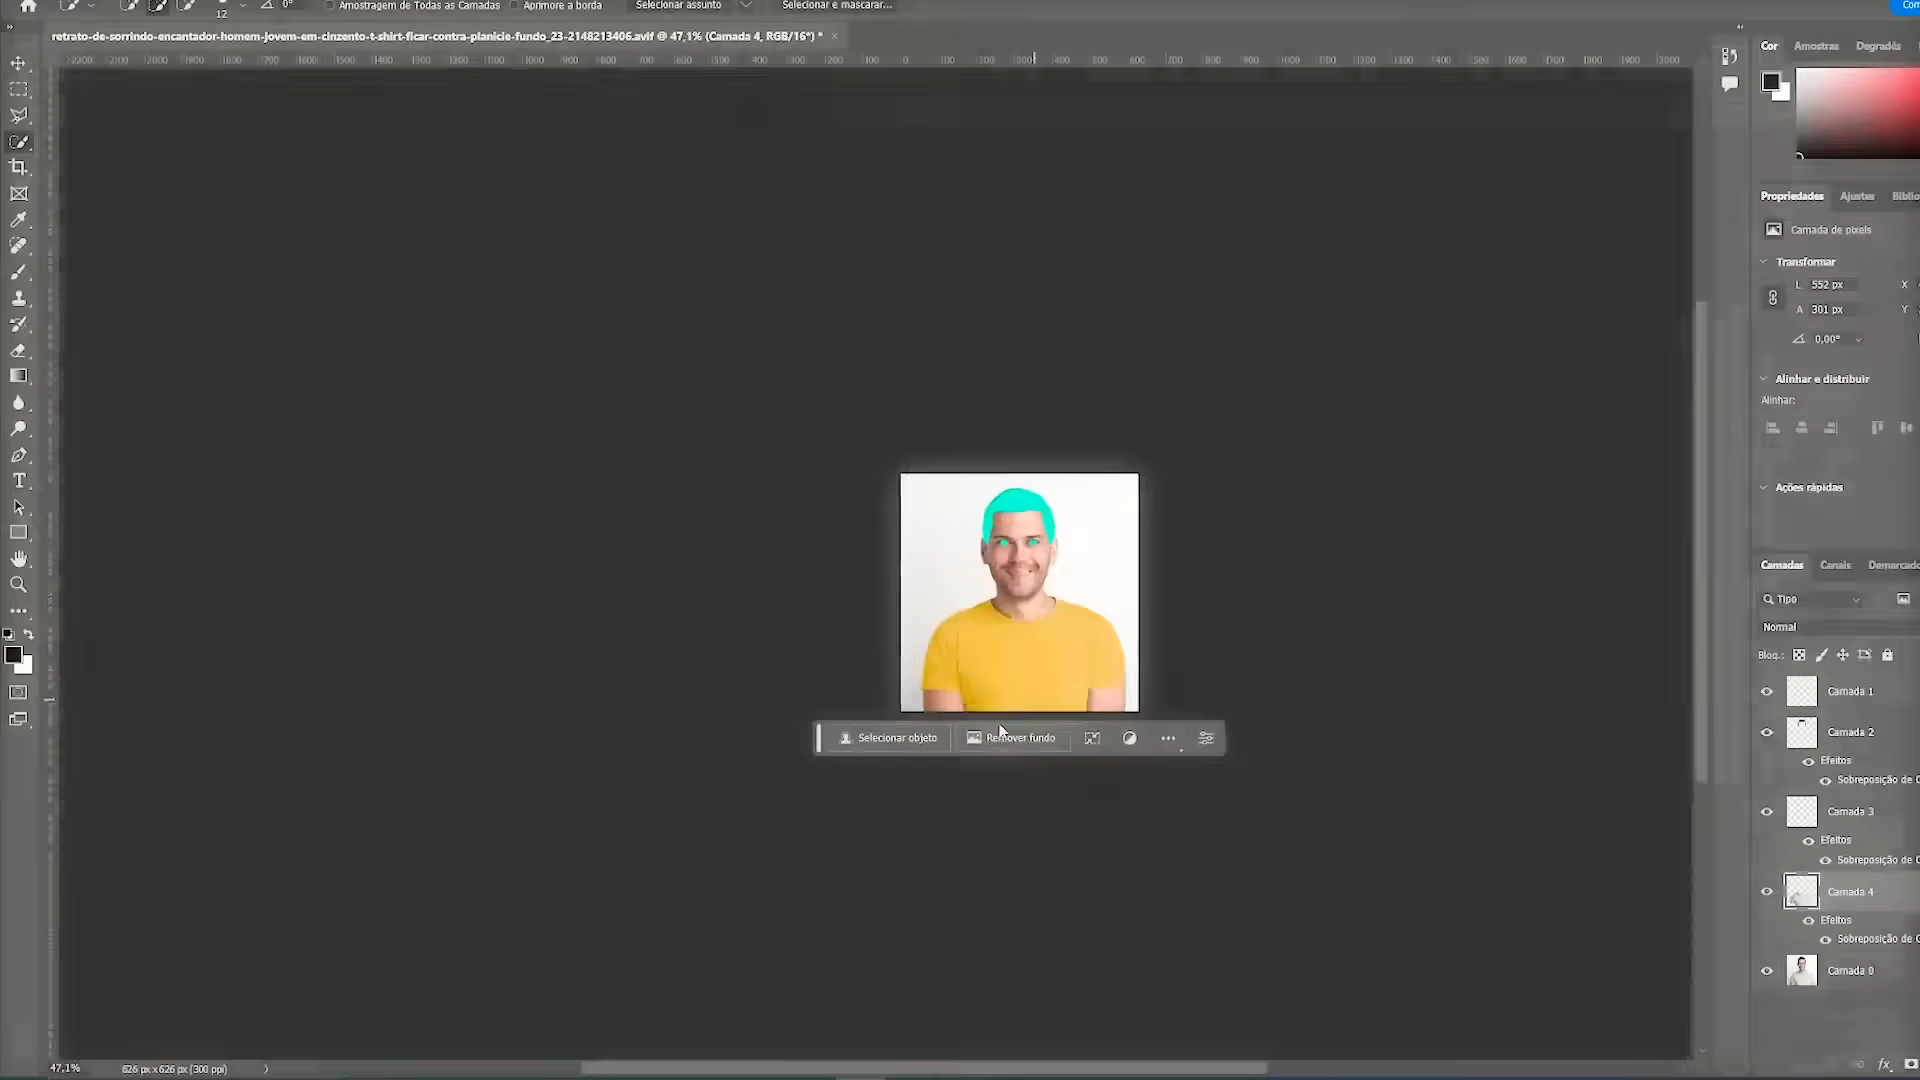 12
0°
Amostragem de Todas as Camadas
Aprimore a borda
Selecionar assunto
Selecionar e mascarar...
retrato-de-sorrindo-encantador-homem-jovem-em-cinzento-t-shirt-ficar-contra-planicie-fundo_23-2148213406.avif @ 47,1% (Camada 4, RGB/16*) *
Cor
Amostras
Degradês
Propriedades
Ajustes
Biblio
Camada de pixels
Transformar
L 552 px X
A 301 px Y
0,00°
Alinhar e distribuir
Alinhar:
Ações rápidas
Camadas
Canais
Demarcado
Tipo
Normal
Bloq.:
Camada 1
Camada 2
Efeitos
Sobreposição de C
Camada 3
Efeitos
Sobreposição de C
Camada 4
Efeitos
Sobreposição de C
Camada 0
Selecionar objeto
Remover fundo
47,1%
626 px x 626 px (300 ppi)
fx